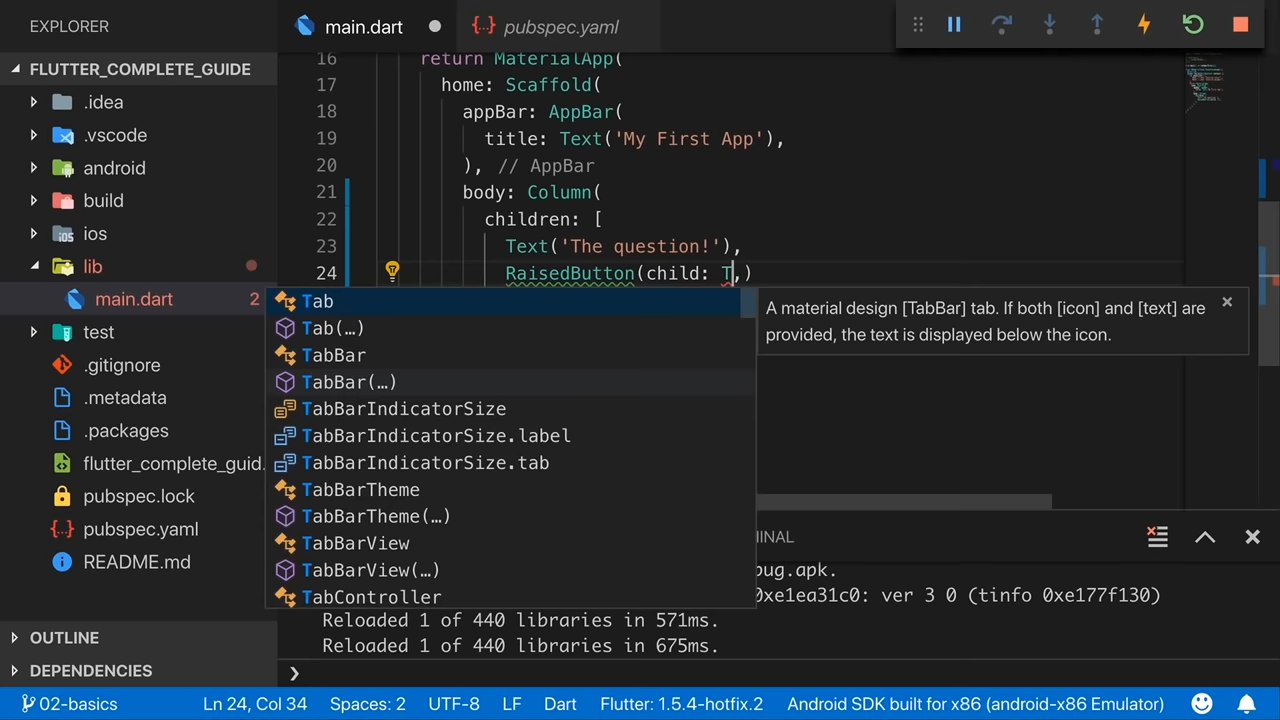 EXPLORER
main.dart
pubspec.yaml
FLUTTER_COMPLETE_GUIDE
.idea
.vscode
android
build
ios
lib
main.dart 2
test
.gitignore
.metadata
.packages
flutter_complete_guid.
pubspec.lock
pubspec.yaml
README.md
OUTLINE
DEPENDENCIES
16 return MaterialApp(
17 home: Scaffold(
18 appBar: AppBar(
19 title: Text('My First App'),
20 ), // AppBar
21 body: Column(
22 children: [
23 Text('The question!'),
24 RaisedButton(child: T,)
Tab
Tab(…)
TabBar
TabBar(…)
TabBarIndicatorSize
TabBarIndicatorSize.label
TabBarIndicatorSize.tab
TabBarTheme
TabBarTheme(…)
TabBarView
TabBarView(…)
TabController
A material design [TabBar] tab. If both [icon] and [text] are
provided, the text is displayed below the icon.
INAL
bug.apk.
0xe1ea31c0: ver 3 0 (tinfo 0xe177f130)
Reloaded 1 of 440 libraries in 571ms.
Reloaded 1 of 440 libraries in 675ms.
02-basics Ln 24, Col 34 Spaces: 2 UTF-8 LF Dart Flutter: 1.5.4-hotfix.2 Android SDK built for x86 (android-x86 Emulator)